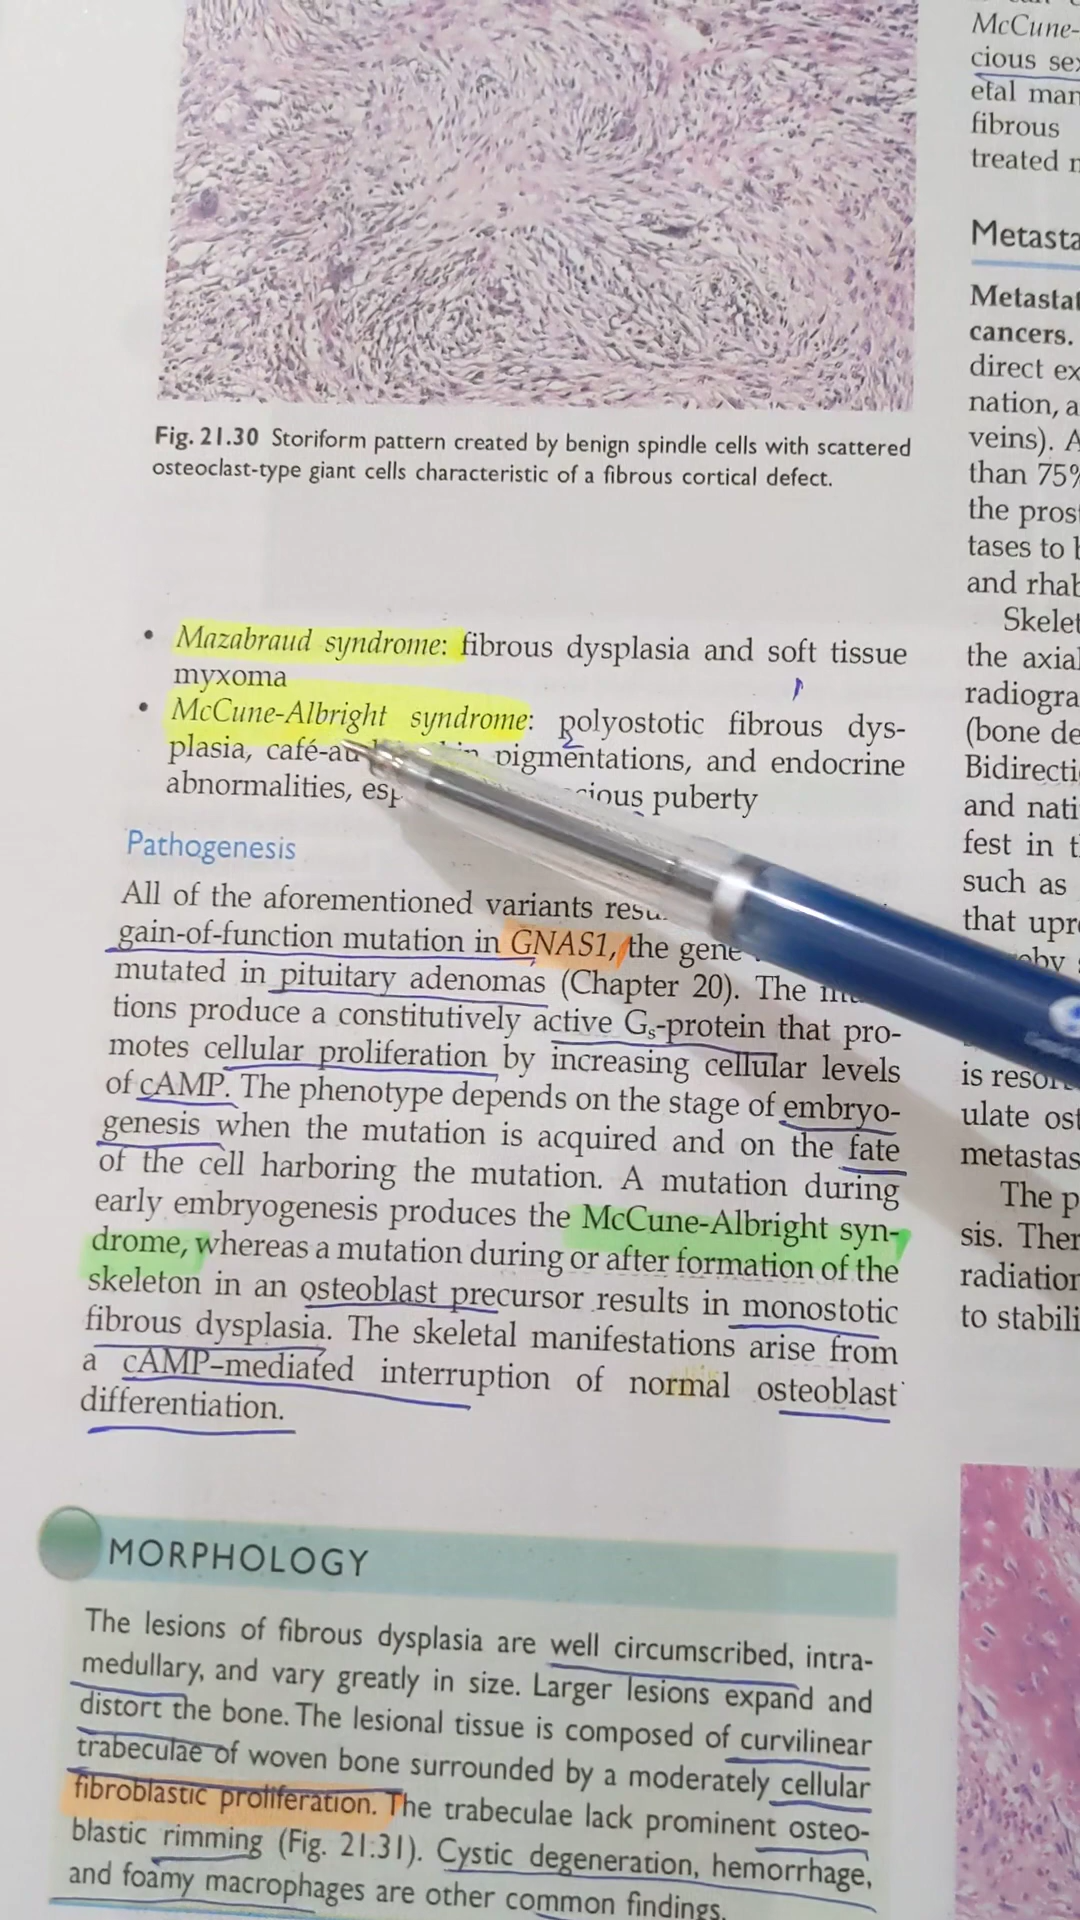 Fig. 21.30 Storiform pattern created by benign spindle cells with scattered
osteoclast-type giant cells characteristic of a fibrous cortical defect.
• Mazabraud syndrome: fibrous dysplasia and soft tissue
myxoma
• McCune-Albright syndrome: polyostotic fibrous dys-
plasia, café-au pigmentations, and endocrine
abnormalities, puberty
Pathogenesis
All of the aforementioned variants
gain-of-function mutation in GNAS1, the gene
mutated in pituitary adenomas (Chapter 20). The
tions produce a constitutively active Gs-protein that pro-
motes cellular proliferation by increasing cellular levels
of cAMP. The phenotype depends on the stage of embryo-
genesis when the mutation is acquired and on the fate
of the cell harboring the mutation. A mutation during
early embryogenesis produces the McCune-Albright syn-
drome, whereas a mutation during or after formation of the
skeleton in an osteoblast precursor results in monostotic
fibrous dysplasia. The skeletal manifestations arise from
a cAMP-mediated interruption of normal osteoblast
differentiation.
MORPHOLOGY
The lesions of fibrous dysplasia are well circumscribed, intra-
medullary, and vary greatly in size. Larger lesions expand and
distort the bone. The lesional tissue is composed of curvilinear
trabeculae of woven bone surrounded by a moderately cellular
fibroblastic proliferation. The trabeculae lack prominent osteo-
blastic rimming (Fig. 21.31). Cystic degeneration, hemorrhage,
and foamy macrophages are other common findings.
McCune-
cious
etal
fibrous
treated
Metasta
Metastat
cancers.
direct
nation,
veins).
than 75%
the
tases to
and
Skelet
the
radiogra
(bone
Bidirecti
and
fest in
such as
that
is
ulate
metastas
The
sis.
radiation
to